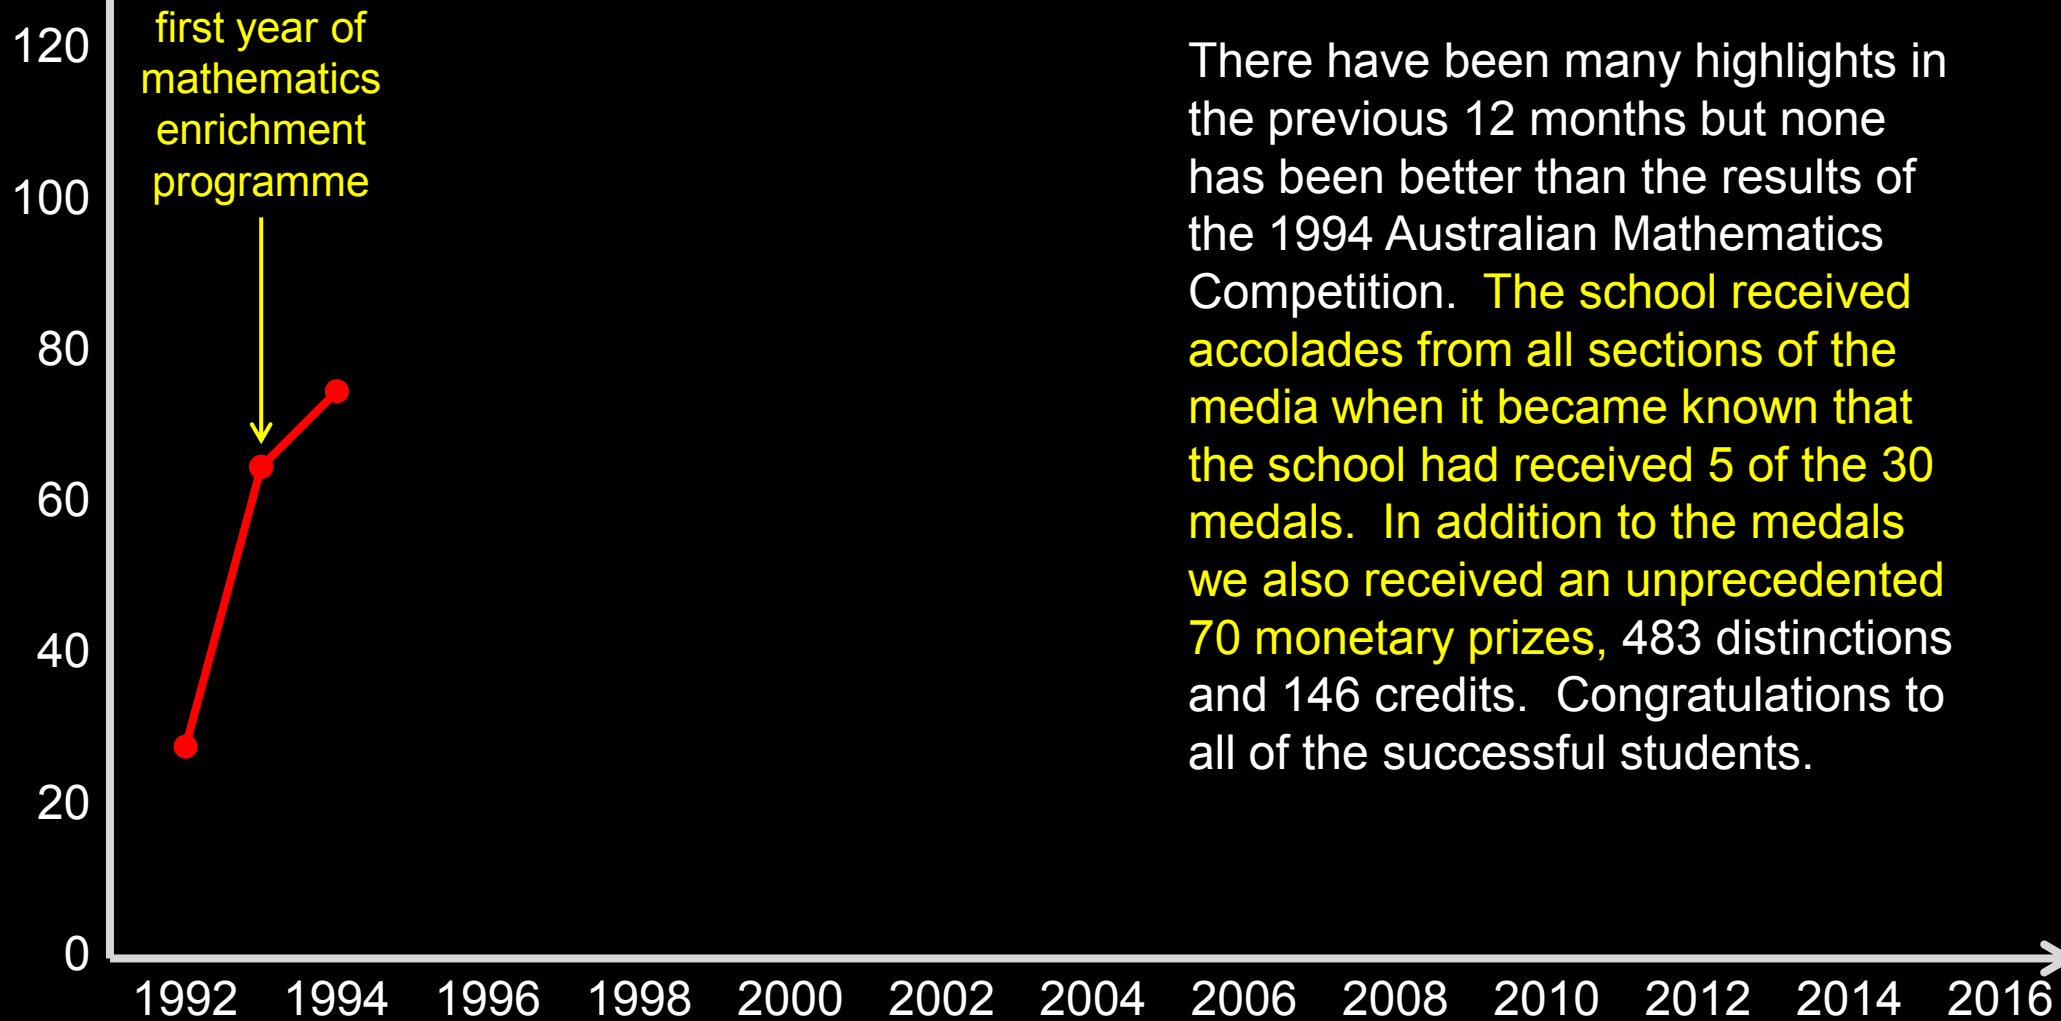 120
100
80
60
40
20
0
first year of
mathematics
enrichment
programme
There have been many highlights in
the previous 12 months but none
has been better than the results of
the 1994 Australian Mathematics
Competition.  The school received
accolades from all sections of the
media when it became known that
the school had received 5 of the 30
medals.  In addition to the medals
we also received an unprecedented
70 monetary prizes, 483 distinctions
and 146 credits.  Congratulations to
all of the successful students.
1992 1994 1996 1998 2000 2002 2004 2006 2008 2010 2012 2014 2016